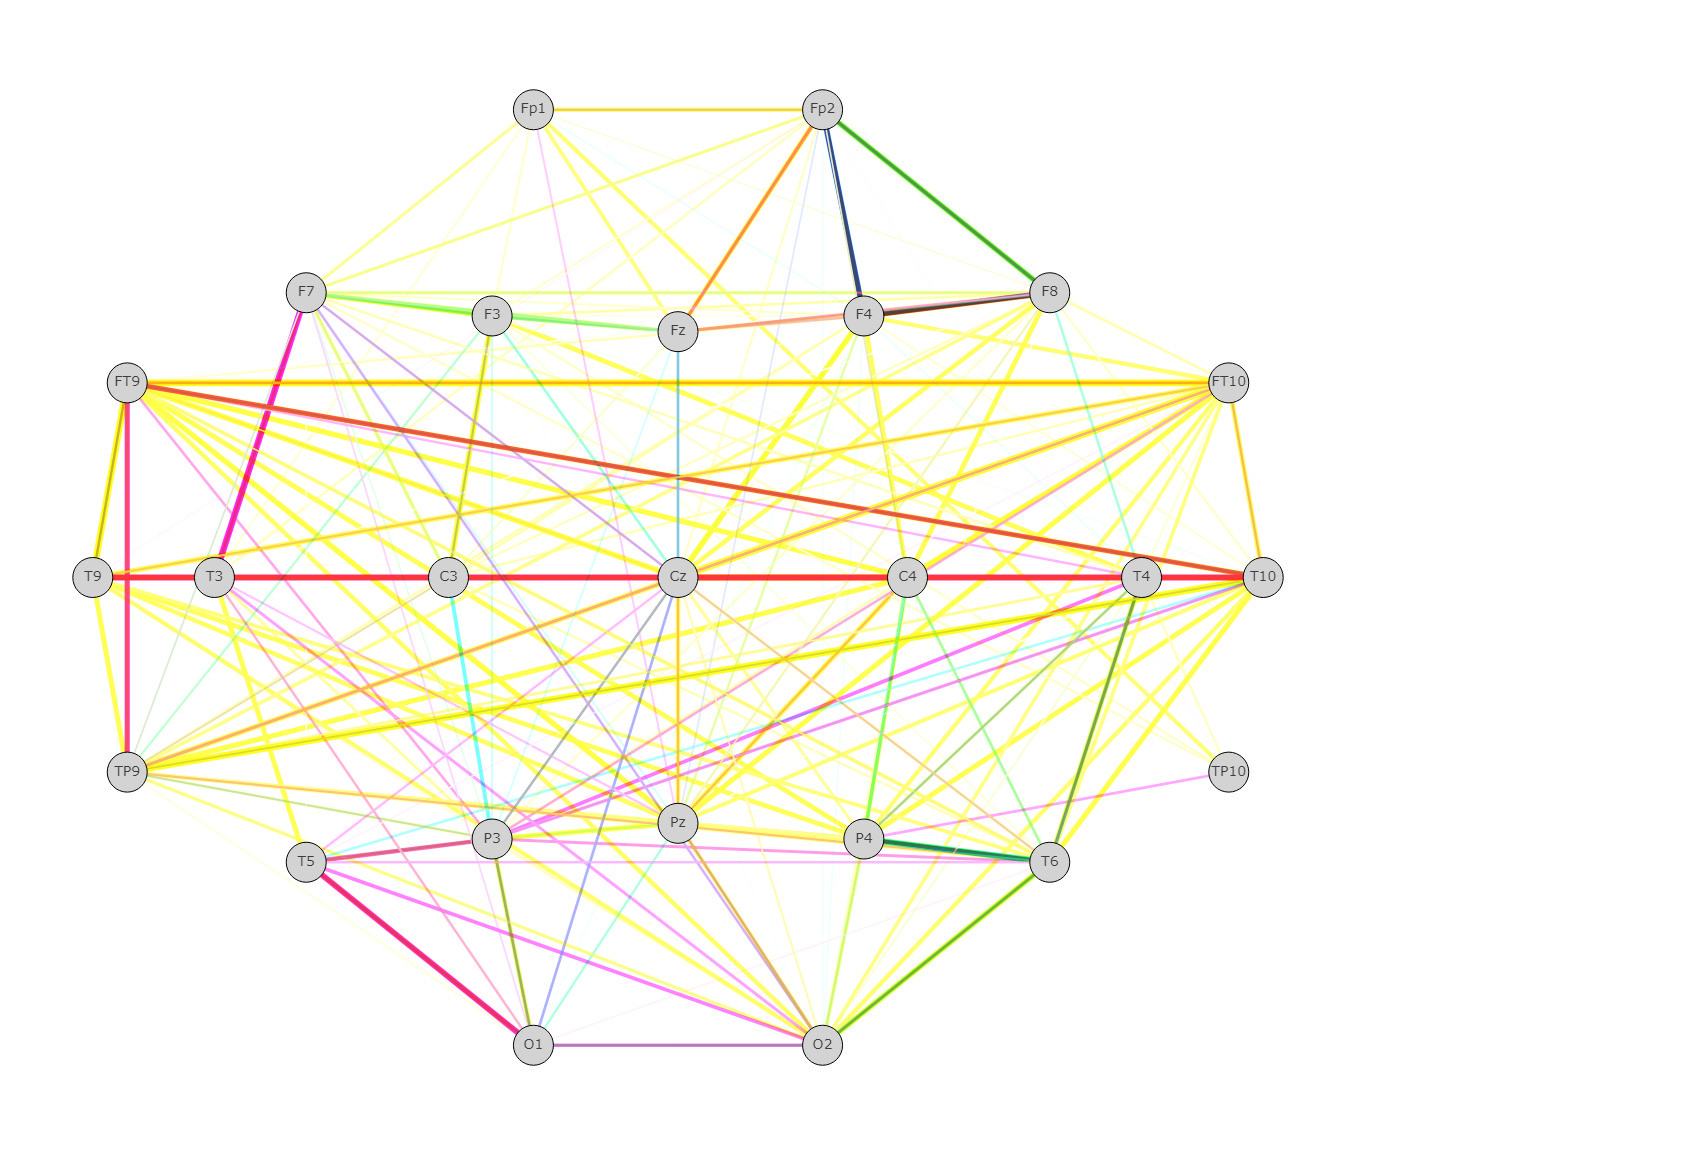 Fp1 Fp2
F7 F8
F3 Fz F4
FT9 FT10
T9 T3 C3 Cz C4 T4 T10
TP9 TP10
Pz
P3 P4
T5 T6
O1 O2